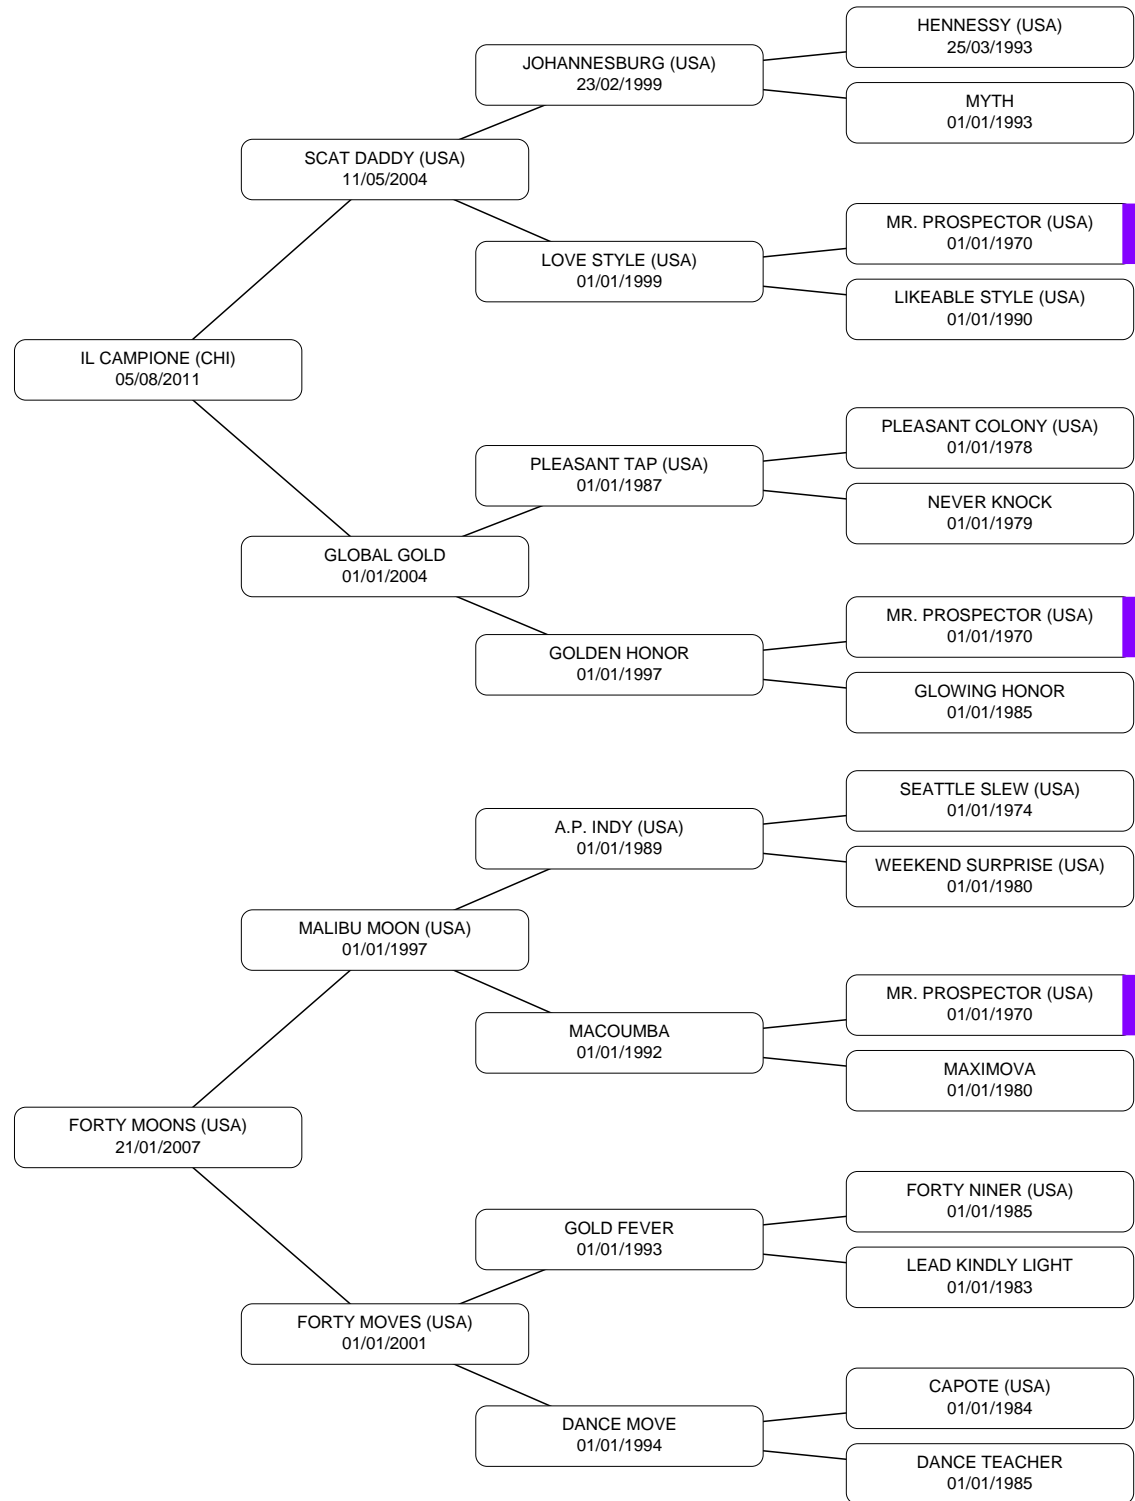 HENNESSY (USA)
25/03/1993
JOHANNESBURG (USA)
23/02/1999
MYTH
01/01/1993
SCAT DADDY (USA)
11/05/2004
MR. PROSPECTOR (USA)
01/01/1970
LOVE STYLE (USA)
01/01/1999
LIKEABLE STYLE (USA)
01/01/1990
IL CAMPIONE (CHI)
05/08/2011
PLEASANT COLONY (USA)
01/01/1978
PLEASANT TAP (USA)
01/01/1987
NEVER KNOCK
01/01/1979
GLOBAL GOLD
01/01/2004
MR. PROSPECTOR (USA)
01/01/1970
GOLDEN HONOR
01/01/1997
GLOWING HONOR
01/01/1985
SEATTLE SLEW (USA)
01/01/1974
A.P. INDY (USA)
01/01/1989
WEEKEND SURPRISE (USA)
01/01/1980
MALIBU MOON (USA)
01/01/1997
MR. PROSPECTOR (USA)
01/01/1970
MACOUMBA
01/01/1992
MAXIMOVA
01/01/1980
FORTY MOONS (USA)
21/01/2007
FORTY NINER (USA)
01/01/1985
GOLD FEVER
01/01/1993
LEAD KINDLY LIGHT
01/01/1983
FORTY MOVES (USA)
01/01/2001
CAPOTE (USA)
01/01/1984
DANCE MOVE
01/01/1994
DANCE TEACHER
01/01/1985